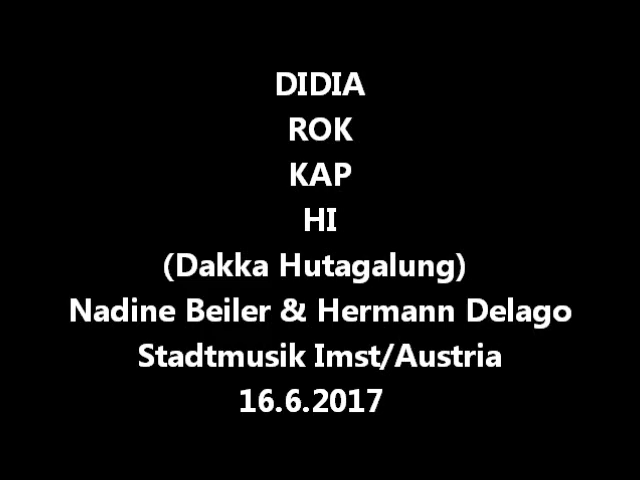 DIDIA
ROK
KAP
HI
(Dakka Hutagalung)
Nadine Beiler & Hermann Delago
Stadtmusik Imst/Austria
16.6.2017